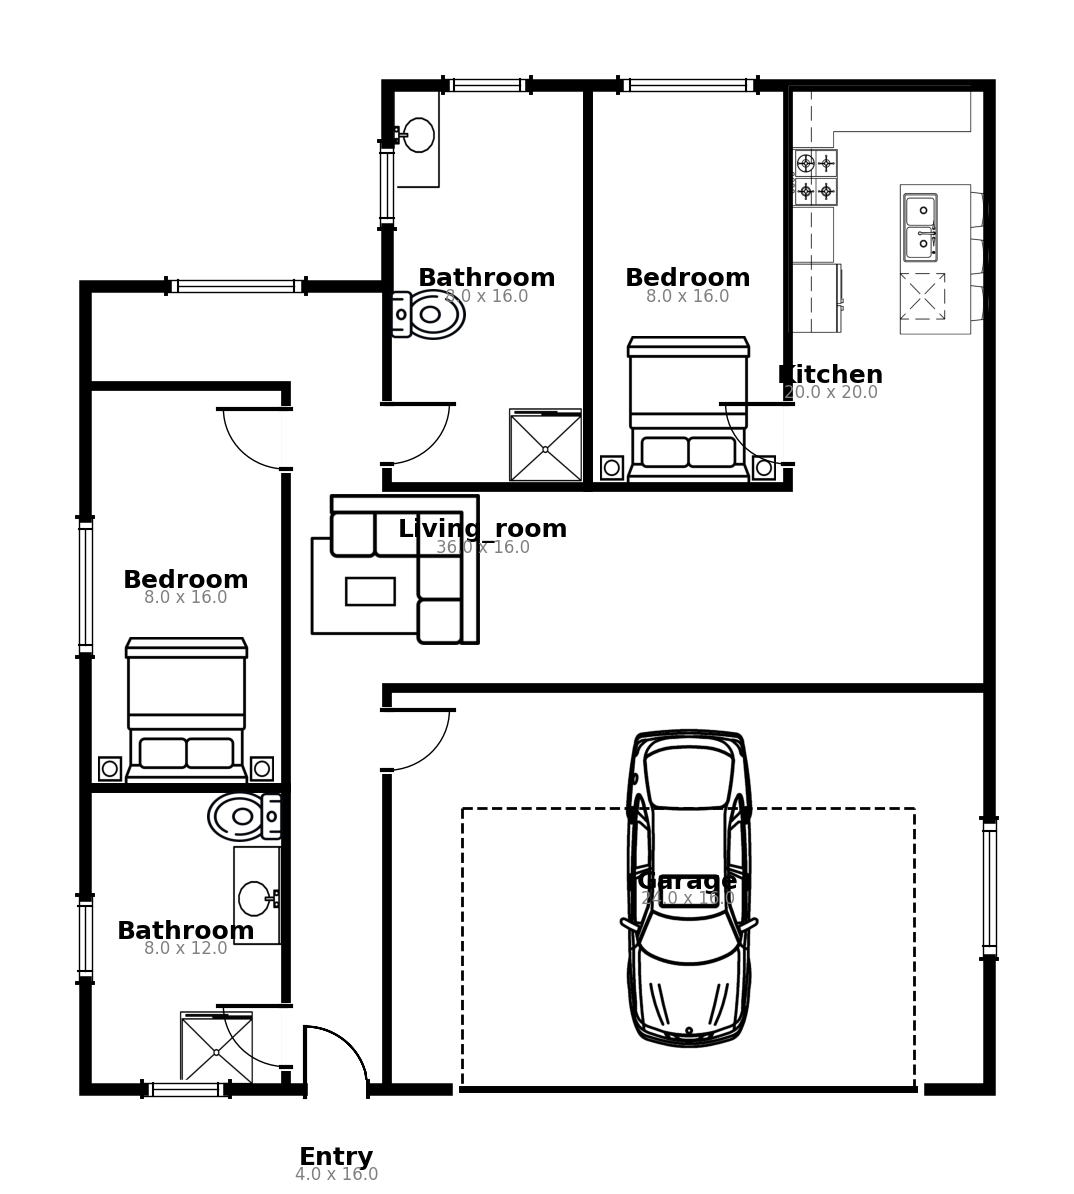 Bathroom
8.0 x 16.0
Bedroom
8.0 x 16.0
Kitchen
20.0 x 20.0
Living_room
36.0 x 16.0
Bedroom
8.0 x 16.0
Garage
24.0 x 16.0
Bathroom
8.0 x 12.0
Entry
4.0 x 16.0